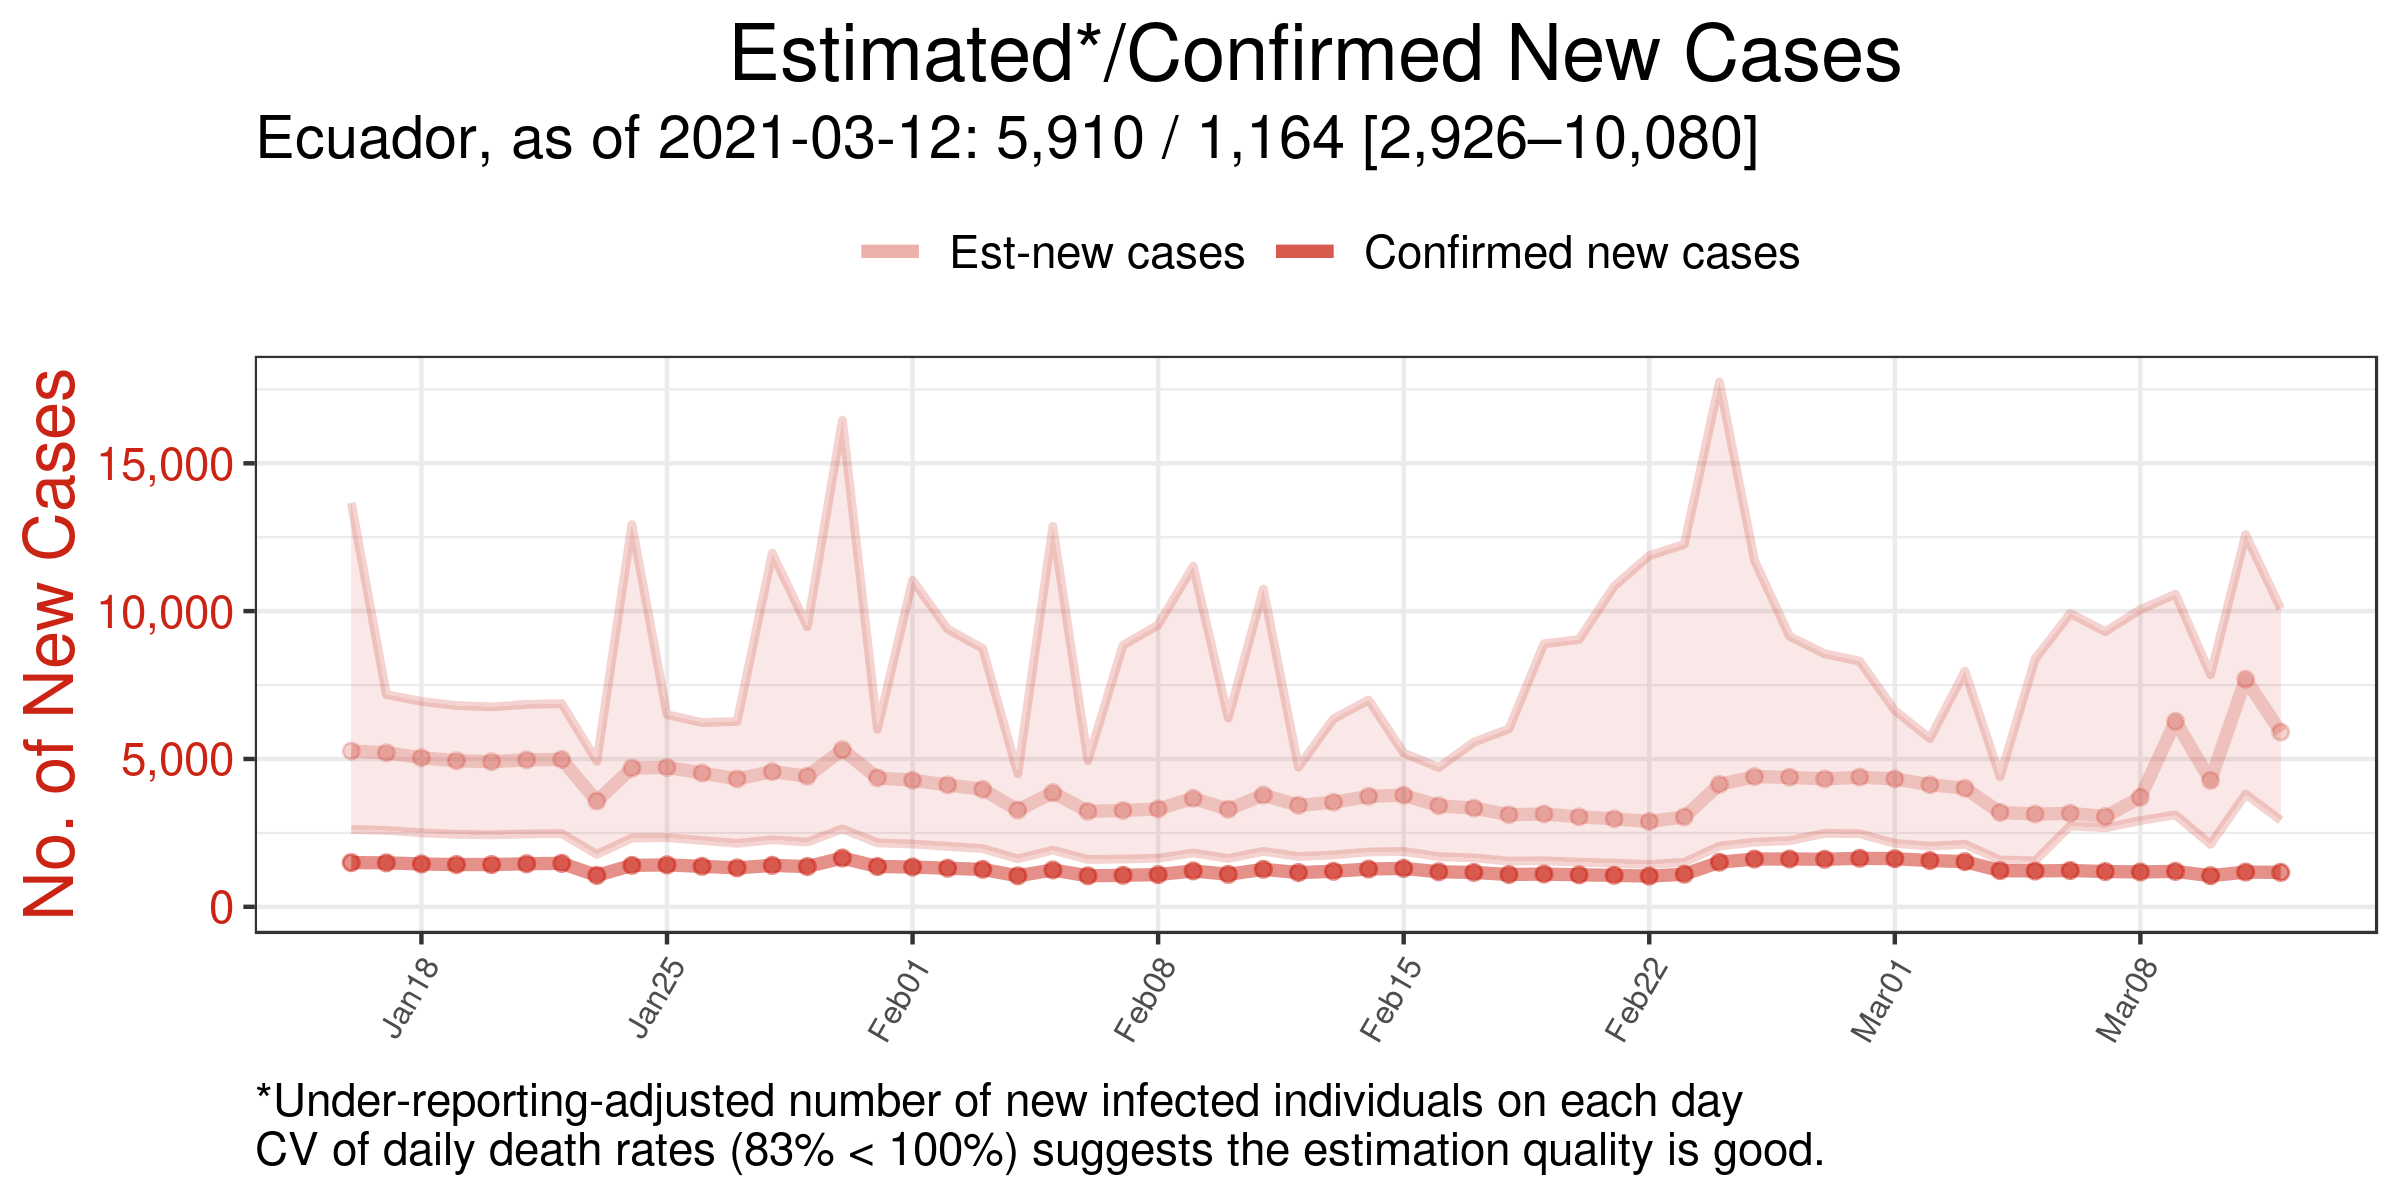 Estimated*/Confirmed New Cases
Ecuador, as of 2021-03-12: 5,910 / 1,164 [2,926–10,080]
Est-new cases
Confirmed new cases
No. of New Cases
15,000
10,000
5,000
0
Jan18
Jan25
Feb01
Feb08
Feb15
Feb22
Mar01
Mar08
*Under-reporting-adjusted number of new infected individuals on each day
CV of daily death rates (83% < 100%) suggests the estimation quality is good.